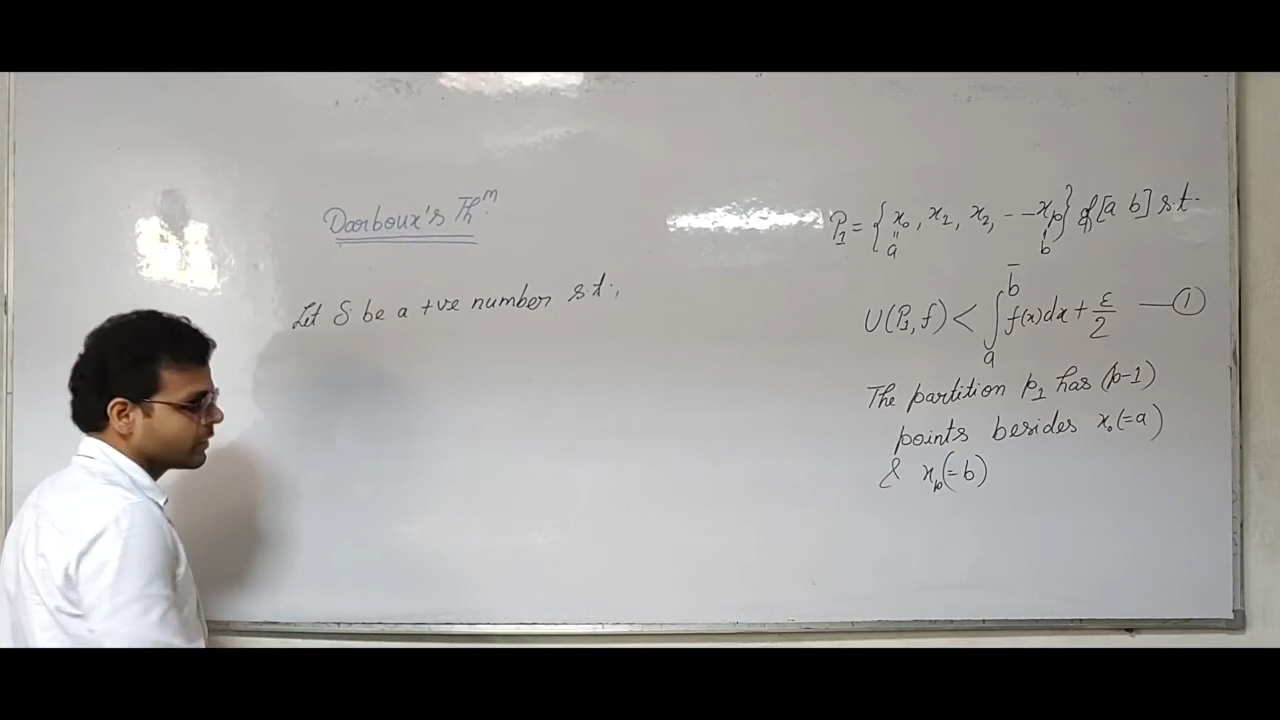 Darboux's Thᵐ.
Let δ be a +ve number s.t.,
P₁ = {x₀, x₁, x₂, - - xₚ} of [a b] s.t.
= a = b
U(P₁, f) < ∫ₐᵇ̄ f(x)dx + ε/2 — ①
The partition p₁ has (p-1)
points besides x₀(=a)
& xₚ(=b)